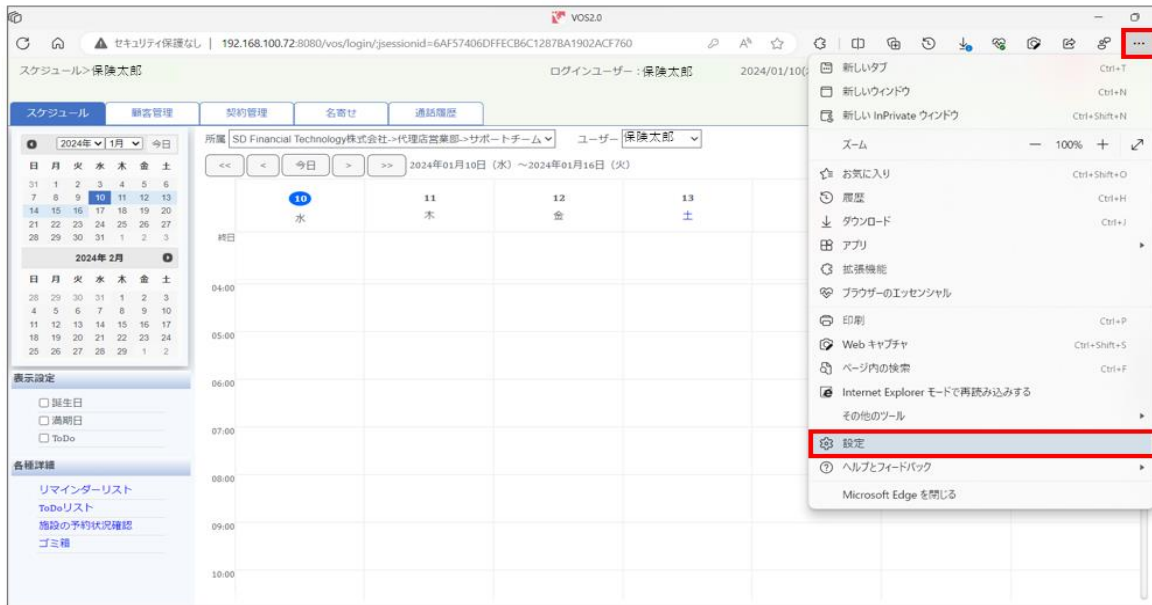 VOS2.0
セキュリティ保護なし | 192.168.100.72:8080/vos/login/;jsessionid=6AF57406DFFECB6C1287BA1902ACF760
スケジュール>保険太郎
ログインユーザー：保険太郎
2024/01/10(
スケジュール 顧客管理 契約管理 名寄せ 通話履歴
2024年 1月 今日
日 月 火 水 木 金 土
31 1 2 3 4 5 6
7 8 9 10 11 12 13
14 15 16 17 18 19 20
21 22 23 24 25 26 27
28 29 30 31 1 2 3
2024年 2月
日 月 火 水 木 金 土
28 29 30 31 1 2 3
4 5 6 7 8 9 10
11 12 13 14 15 16 17
18 19 20 21 22 23 24
25 26 27 28 29 1 2
表示設定
誕生日
満期日
ToDo
各種詳細
リマインダーリスト
ToDoリスト
施設の予約状況確認
ゴミ箱
所属 SD Financial Technology株式会社->代理店営業部->サポートチーム ユーザー 保険太郎
<< < 今日 > >> 2024年01月10日（水）～2024年01月16日（火）
10 11 12 13
水 木 金 土
終日
04:00
05:00
06:00
07:00
08:00
09:00
10:00
新しいタブ Ctrl+T
新しいウィンドウ Ctrl+N
新しい InPrivate ウィンドウ Ctrl+Shift+N
ズーム — 100% +
お気に入り Ctrl+Shift+O
履歴 Ctrl+H
ダウンロード Ctrl+J
アプリ
拡張機能
ブラウザーのエッセンシャル
印刷 Ctrl+P
Web キャプチャ Ctrl+Shift+S
ページ内の検索 Ctrl+F
Internet Explorer モードで再読み込みする
その他のツール
設定
ヘルプとフィードバック
Microsoft Edge を閉じる